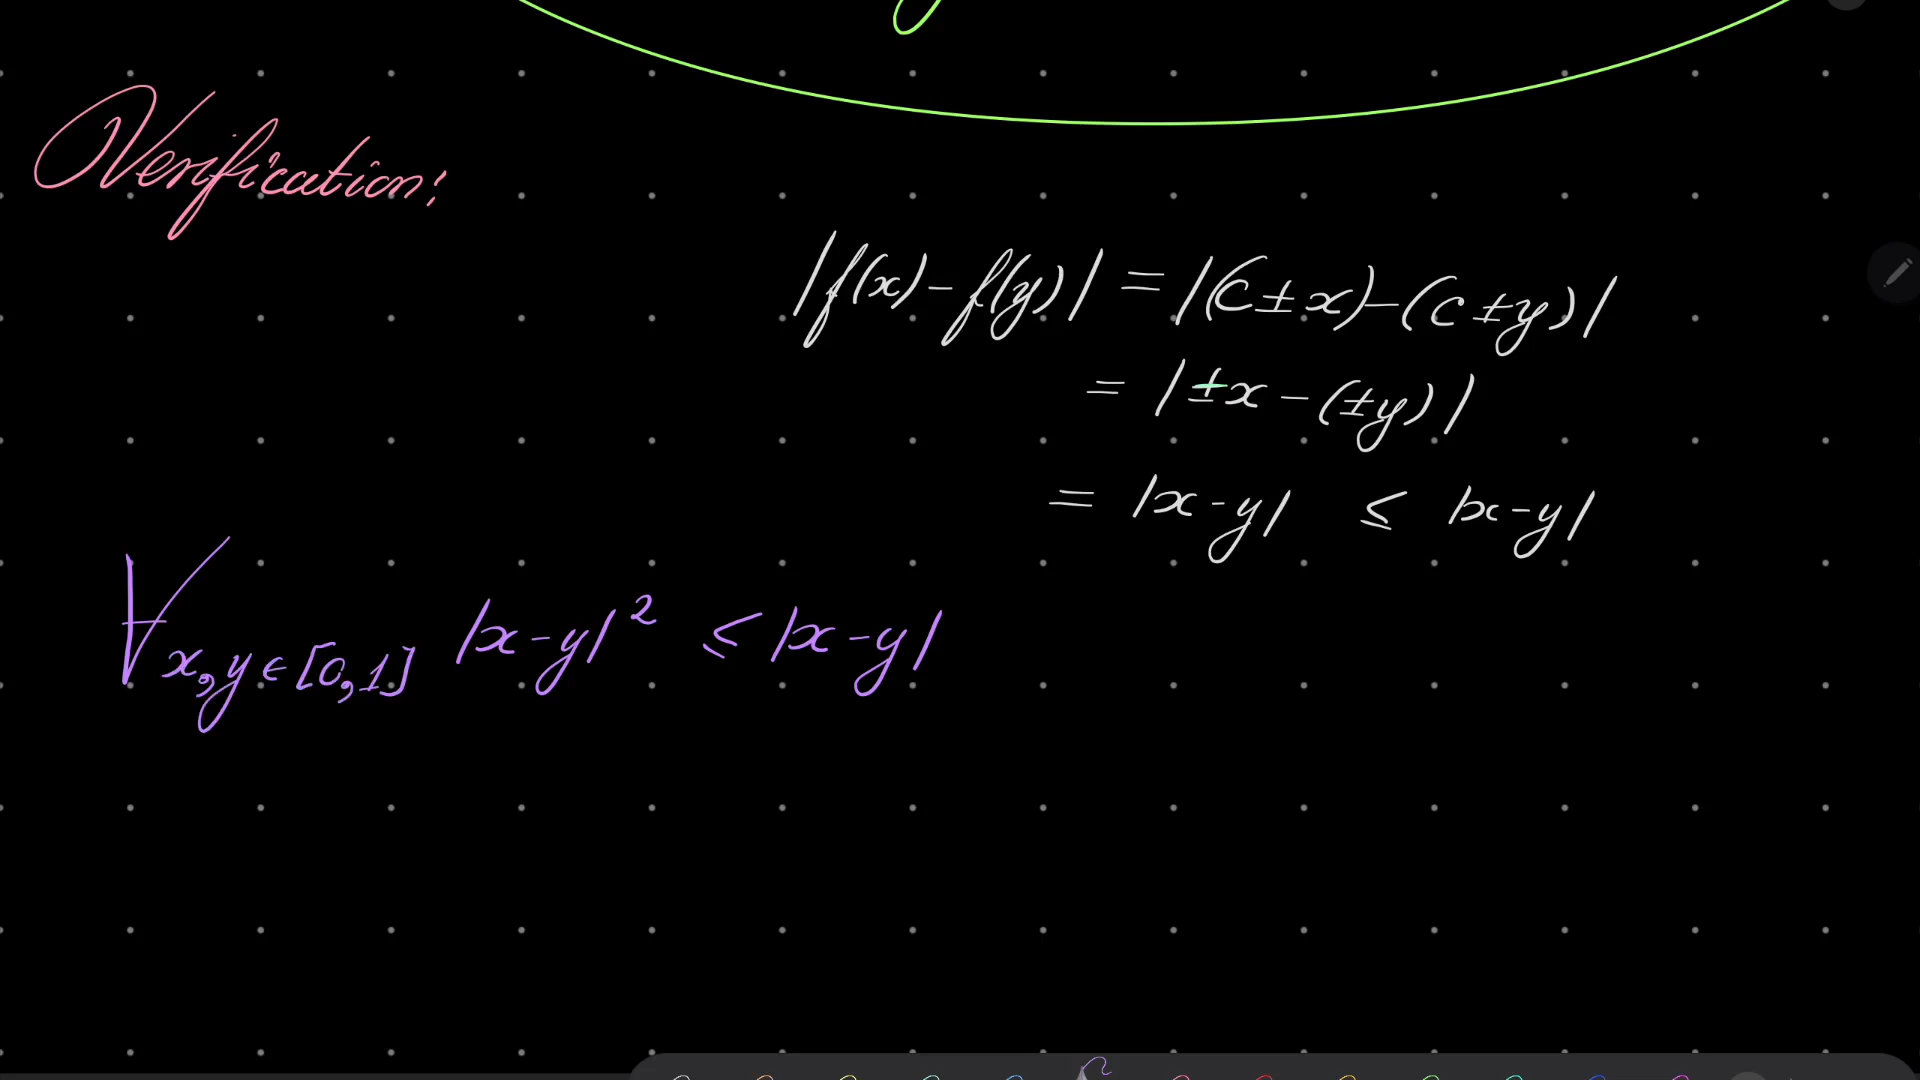 Verification:
|f(x) - f(y)| = |(C ± x) - (C ± y)|
= |±x - (±y)|
= |x - y| ≤ |x - y|
∀x,y∈[0,1] |x - y|² ≤ |x - y|